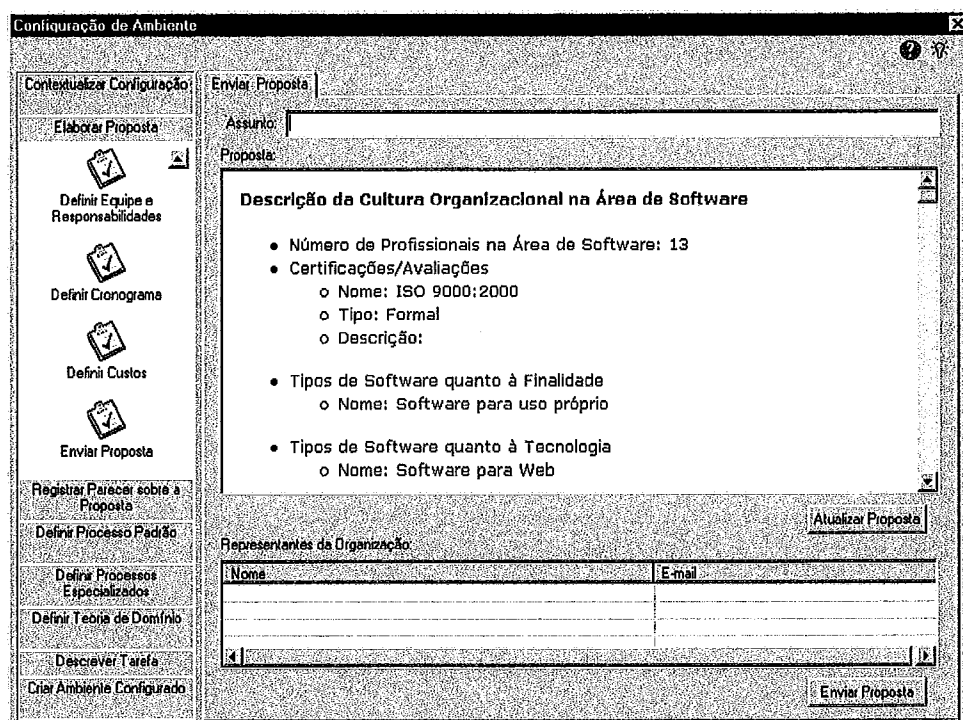 Configuração de Ambiente
Contextualizar Configuração
Elaborar Proposta
Definir Equipe e
Responsabilidades
Definir Cronograma
Definir Custos
Enviar Proposta
Registrar Parecer sobre a
Proposta
Definir Processo Padrão
Definir Processos
Especializados
Definir Teoria de Domínio
Descrever Tarefa
Criar Ambiente Configurado
Enviar Proposta
Assunto:
Proposta:
Descrição da Cultura Organizacional na Área de Software
Número de Profissionais na Área de Software: 13
Certificações/Avaliações
Nome: ISO 9000:2000
Tipo: Formal
Descrição:
Tipos de Software quanto à Finalidade
Nome: Software para uso próprio
Tipos de Software quanto à Tecnologia
Nome: Software para Web
Atualizar Proposta
Representantes da Organização:
Nome E-mail
Enviar Proposta